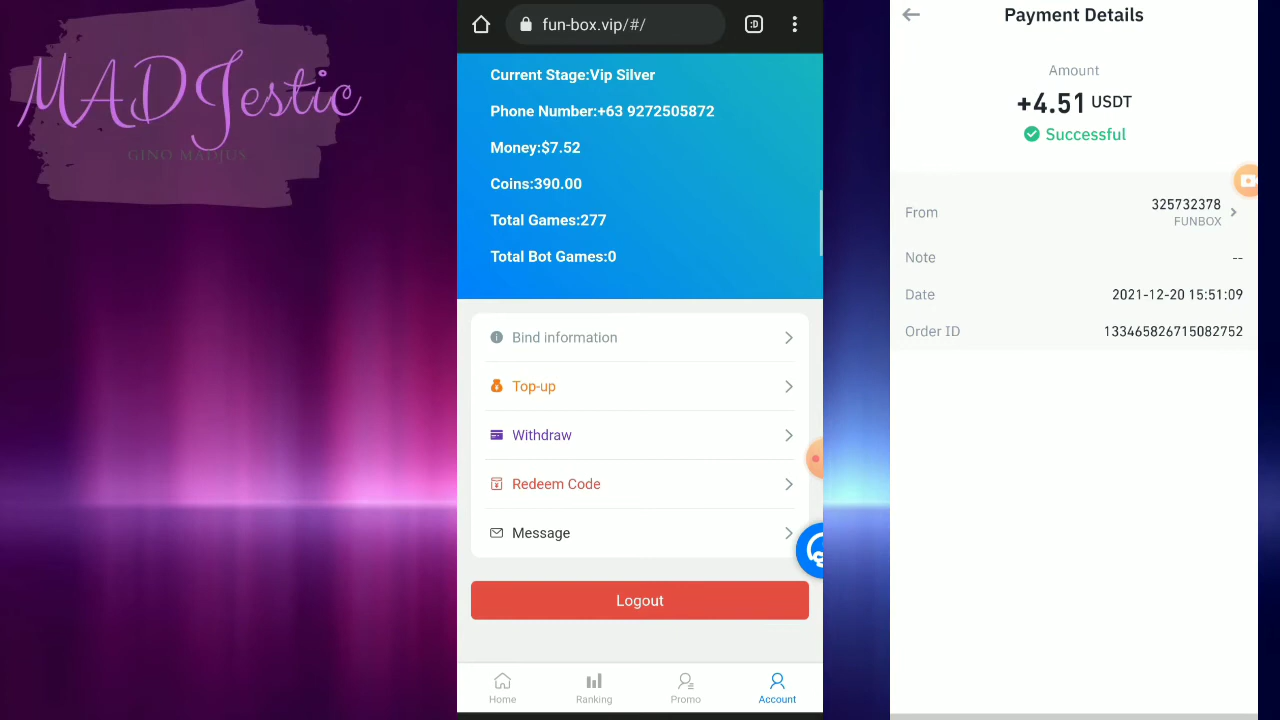 MADJestic
GINO MADJUS
fun-box.vip/#/
:D
Current Stage:Vip Silver
Phone Number:+63 9272505872
Money:$7.52
Coins:390.00
Total Games:277
Total Bot Games:0
Bind information
Top-up
Withdraw
Redeem Code
Message
Logout
Home
Ranking
Promo
Account
Payment Details
Amount
+4.51 USDT
Successful
From 325732378
FUNBOX
Note --
Date 2021-12-20 15:51:09
Order ID 133465826715082752